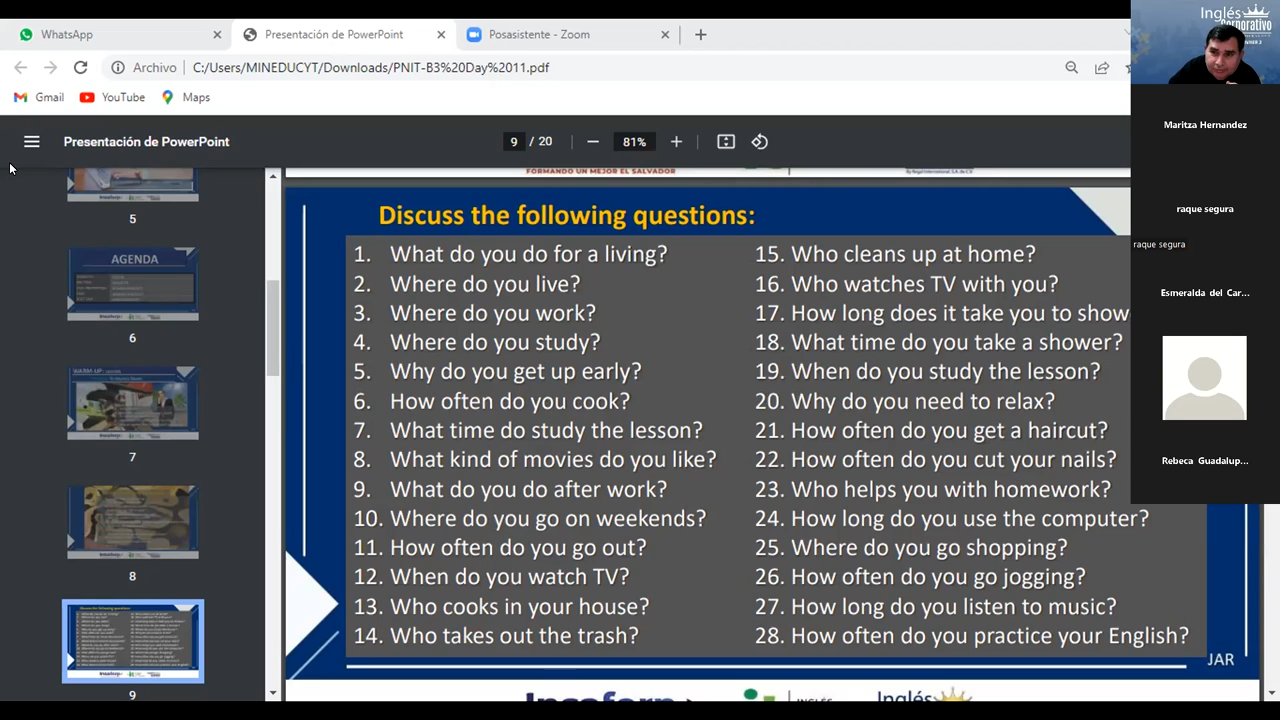 WhatsApp
Presentación de PowerPoint
Posasistente - Zoom
Archivo
C:/Users/MINEDUCYT/Downloads/PNIT-B3%20Day%2011.pdf
Gmail
YouTube
Maps
Presentación de PowerPoint
9 / 20
81%
Inglés
Corporativo
Maritza Hernandez
raque segura
raque segura
Esmeralda del Car...
Rebeca Guadalup...
5
AGENDA
6
WARM-UP:
7
8
9
FORMANDO UN MEJOR EL SALVADOR
Discuss the following questions:
1. What do you do for a living?
2. Where do you live?
3. Where do you work?
4. Where do you study?
5. Why do you get up early?
6. How often do you cook?
7. What time do study the lesson?
8. What kind of movies do you like?
9. What do you do after work?
10. Where do you go on weekends?
11. How often do you go out?
12. When do you watch TV?
13. Who cooks in your house?
14. Who takes out the trash?
15. Who cleans up at home?
16. Who watches TV with you?
17. How long does it take you to show
18. What time do you take a shower?
19. When do you study the lesson?
20. Why do you need to relax?
21. How often do you get a haircut?
22. How often do you cut your nails?
23. Who helps you with homework?
24. How long do you use the computer?
25. Where do you go shopping?
26. How often do you go jogging?
27. How long do you listen to music?
28. How often do you practice your English?
JAR
Insaforp
INGLÉS
Inglés